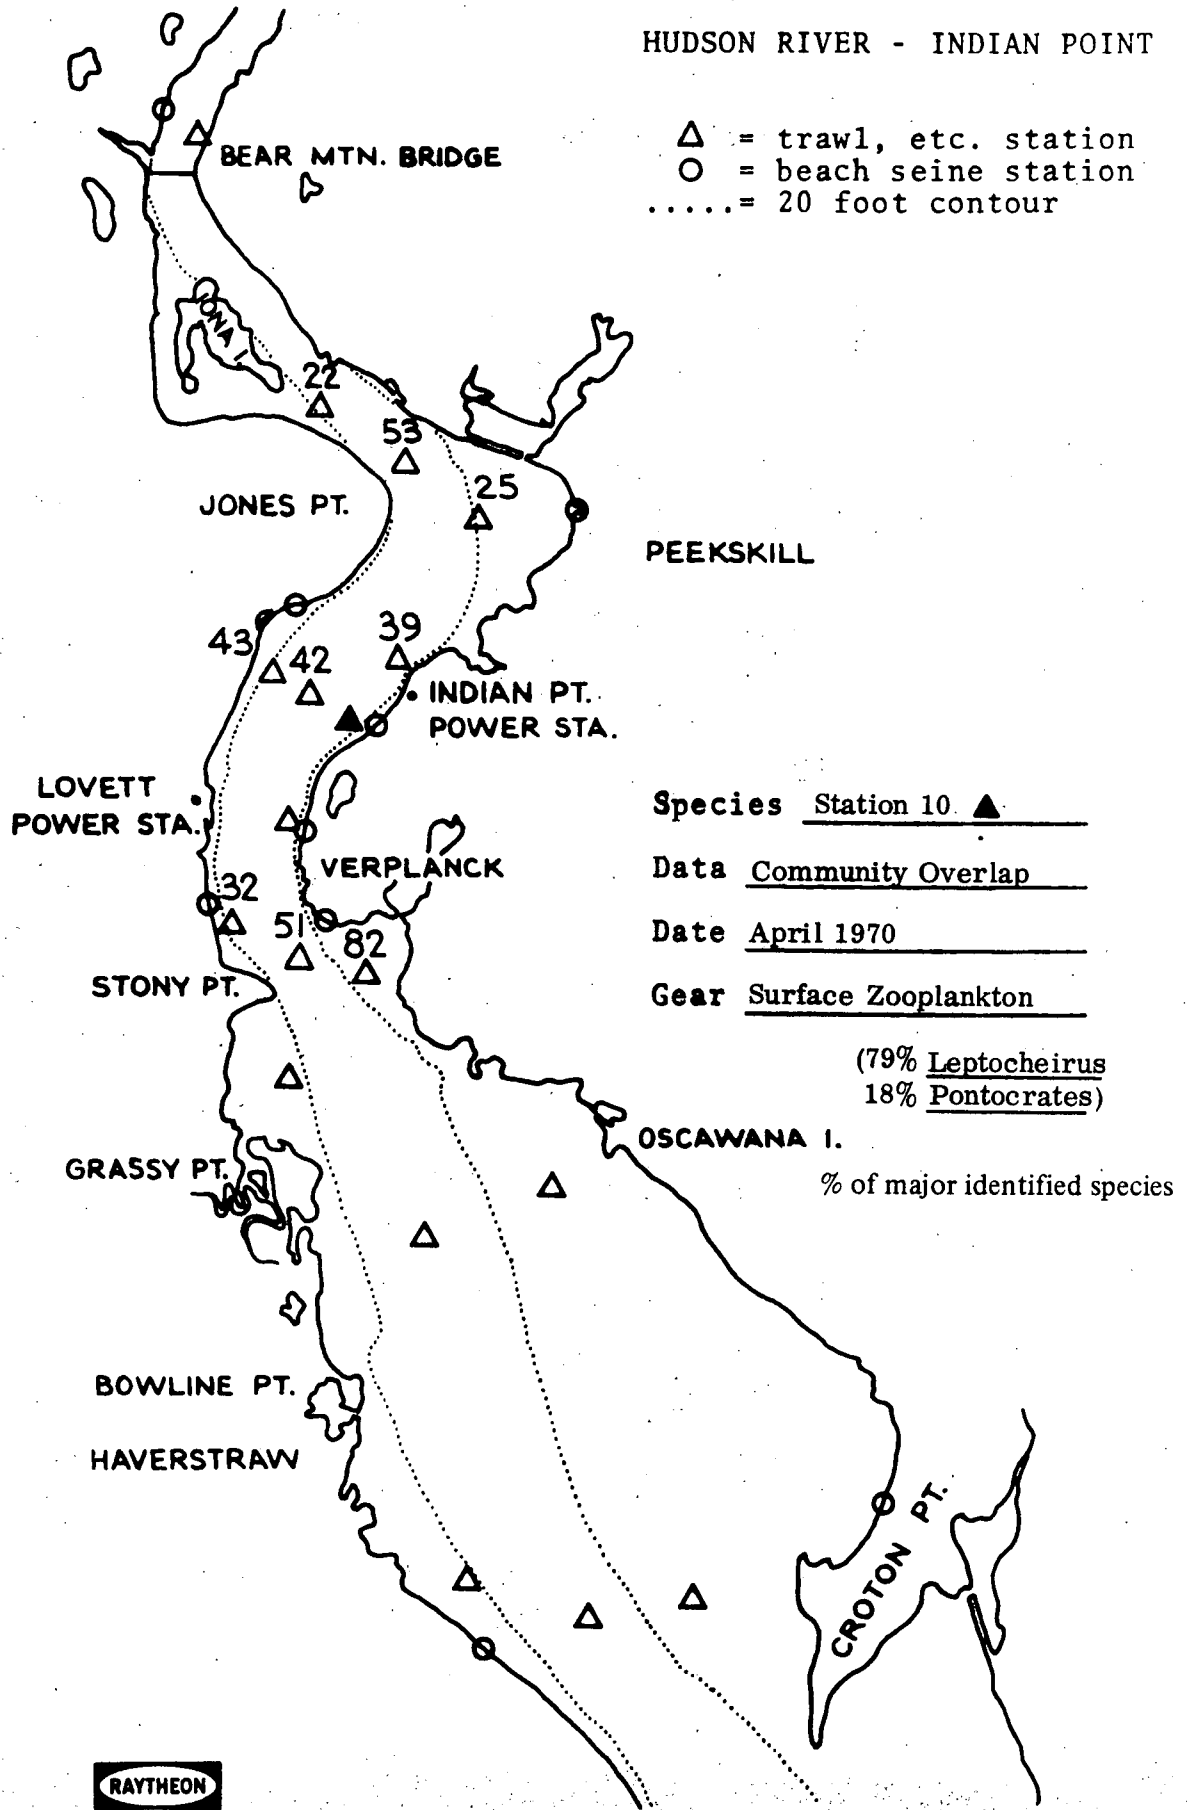 HUDSON RIVER - INDIAN POINT
△ = trawl, etc. station
○ = beach seine station
.....= 20 foot contour
BEAR MTN. BRIDGE
IONA I.
22
53
25
JONES PT.
PEEKSKILL
43
42
39
INDIAN PT.
POWER STA.
LOVETT
POWER STA.
Species Station 10 ▲
VERPLANCK
Data Community Overlap
32
51
82
Date April 1970
STONY PT.
Gear Surface Zooplankton
(79% Leptocheirus
18% Pontocrates)
OSCAWANA I.
GRASSY PT.
% of major identified species
BOWLINE PT.
HAVERSTRAW
CROTON PT.
RAYTHEON